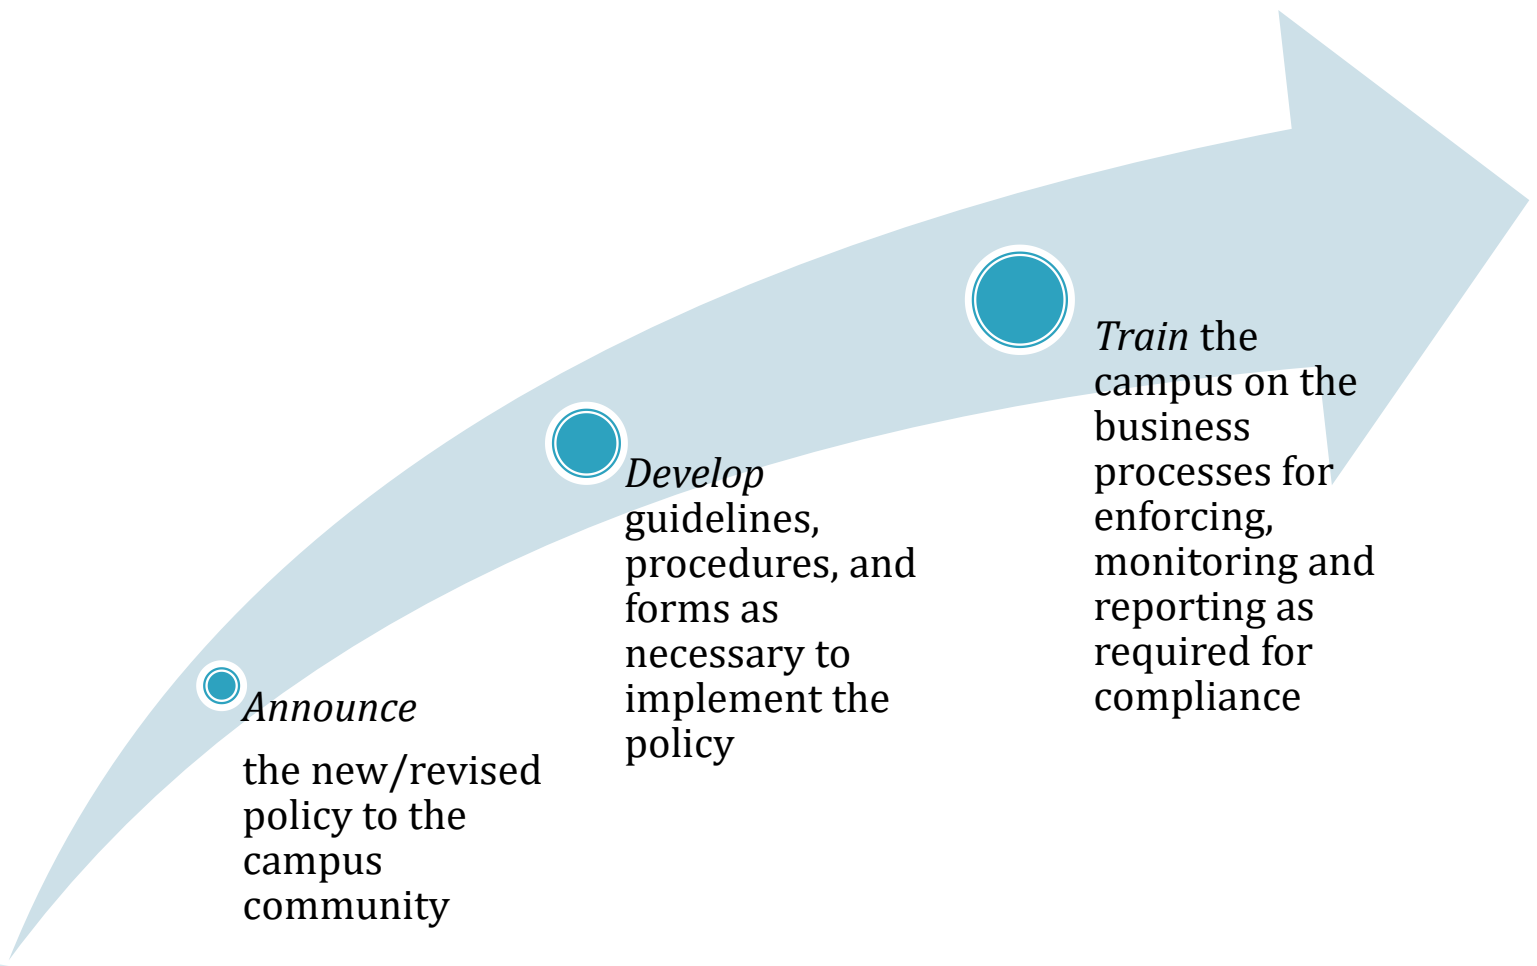 Announce
the new/revised
policy to the
campus
community
Develop
guidelines,
procedures, and
forms as
necessary to
implement the
policy
Train the
campus on the
business
processes for
enforcing,
monitoring and
reporting as
required for
compliance